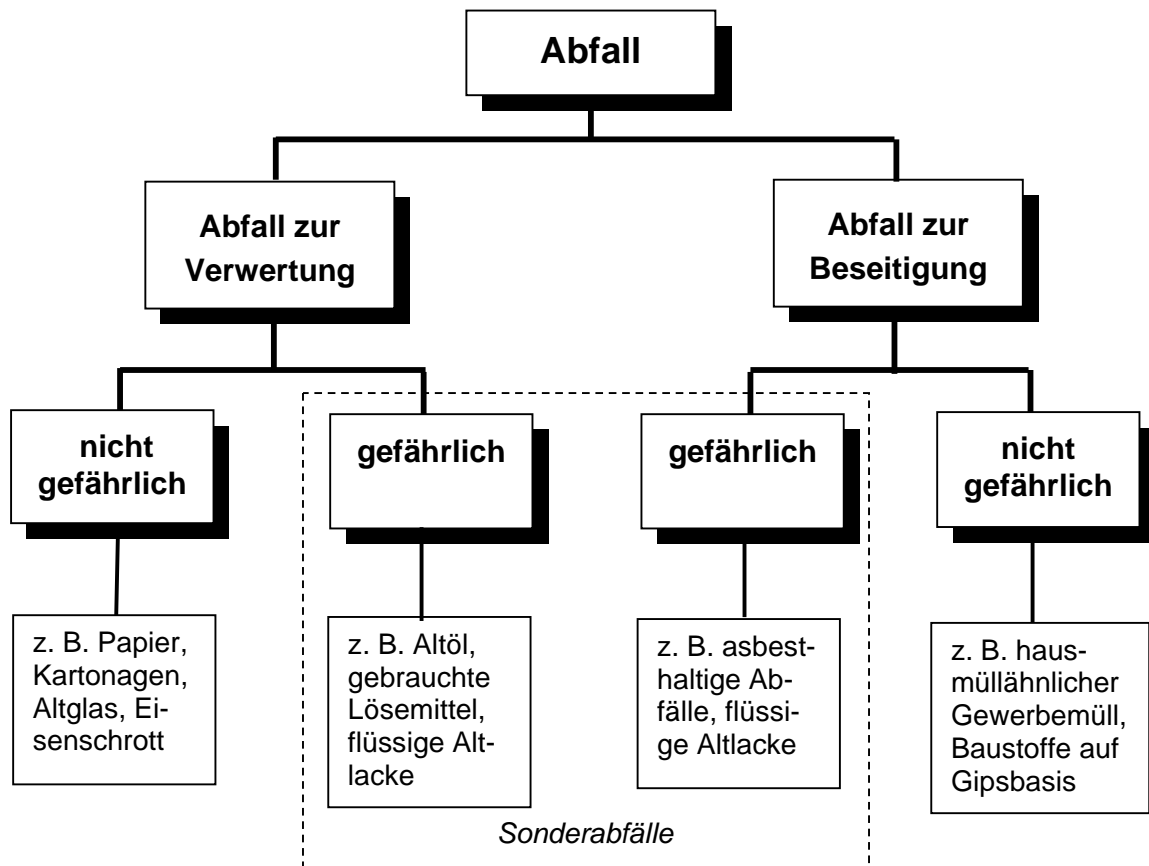 Abfall
Abfall zur
Verwertung
Abfall zur
Beseitigung
nicht
gefährlich
gefährlich
gefährlich
nicht
gefährlich
z. B. Papier,
Kartonagen,
Altglas, Ei-
senschrott
z. B. Altöl,
gebrauchte
Lösemittel,
flüssige Alt-
lacke
z. B. asbest-
haltige Ab-
fälle, flüssi-
ge Altlacke
z. B. haus-
müllähnlicher
Gewerbemüll,
Baustoffe auf
Gipsbasis
Sonderabfälle